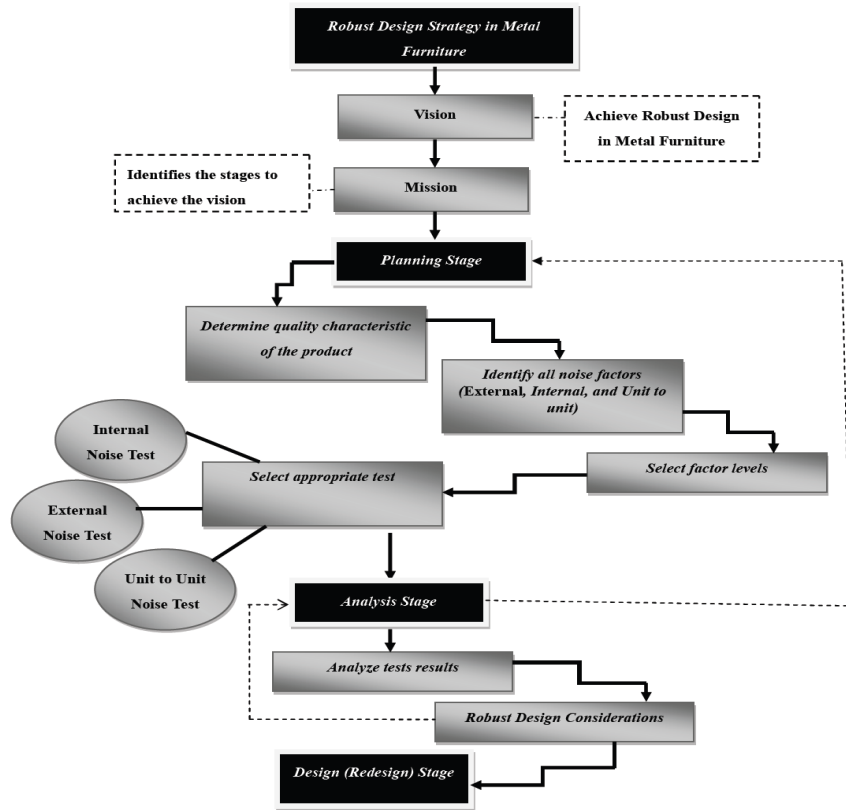 Robust Design Strategy in Metal
Furniture
Vision
Achieve Robust Design
in Metal Furniture
Identifies the stages to
achieve the vision
Mission
Planning Stage
Determine quality characteristic
of the product
Identify all noise factors
(External, Internal, and Unit to
unit)
Internal
Noise Test
Select appropriate test
Select factor levels
External
Noise Test
Unit to Unit
Noise Test
Analysis Stage
Analyze tests results
Robust Design Considerations
Design (Redesign) Stage